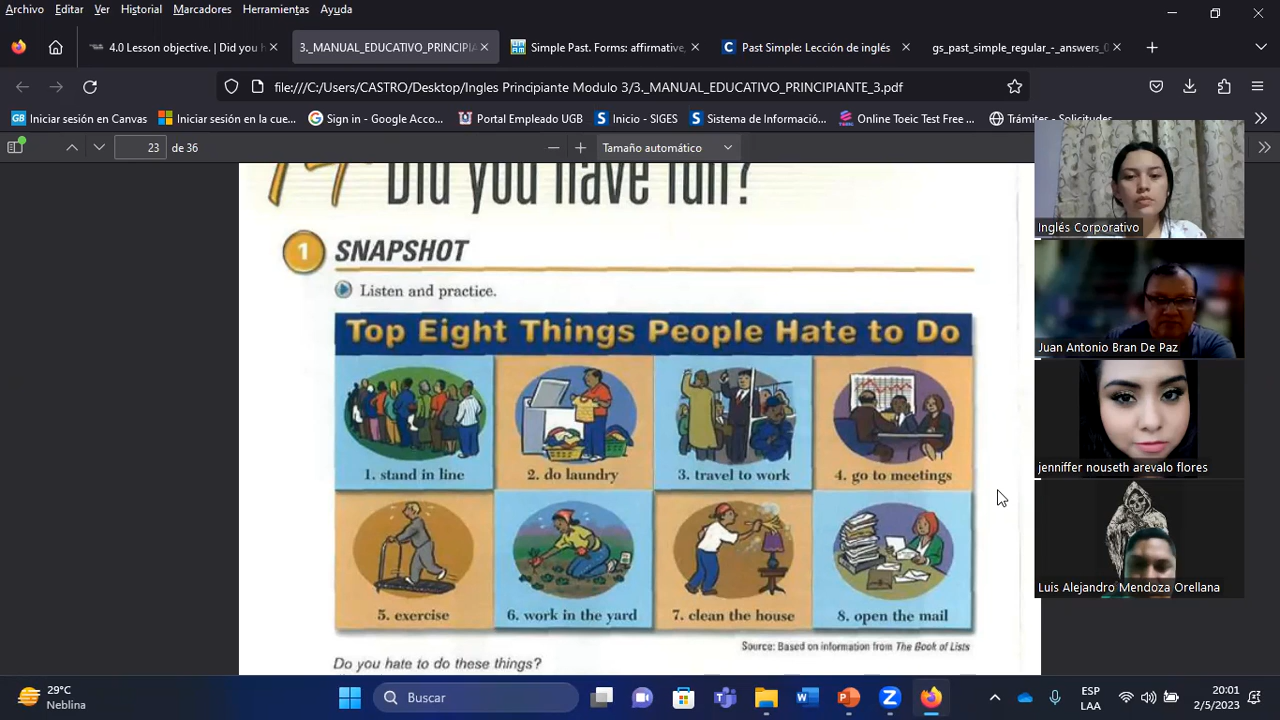 Archivo Editar Ver Historial Marcadores Herramientas Ayuda
4.0 Lesson objective. | Did you h
3._MANUAL_EDUCATIVO_PRINCIPIA
Simple Past. Forms: affirmative,
Past Simple: Lección de inglés
gs_past_simple_regular_-_answers_0
file:///C:/Users/CASTRO/Desktop/Ingles Principiante Modulo 3/3._MANUAL_EDUCATIVO_PRINCIPIANTE_3.pdf
Iniciar sesión en Canvas
Iniciar sesión en la cue...
Sign in - Google Acco...
Portal Empleado UGB
Inicio - SIGES
Sistema de Informació...
Online Toeic Test Free ...
Trámites - Solicitudes
23 de 36
Tamaño automático
14 Did you have fun?
1 SNAPSHOT
Listen and practice.
Top Eight Things People Hate to Do
1. stand in line
2. do laundry
3. travel to work
4. go to meetings
5. exercise
6. work in the yard
7. clean the house
8. open the mail
Source: Based on information from The Book of Lists
Do you hate to do these things?
Inglés Corporativo
Juan Antonio Bran De Paz
jenniffer nouseth arevalo flores
Luis Alejandro Mendoza Orellana
29°C
Neblina
Buscar
ESP
LAA
20:01
2/5/2023